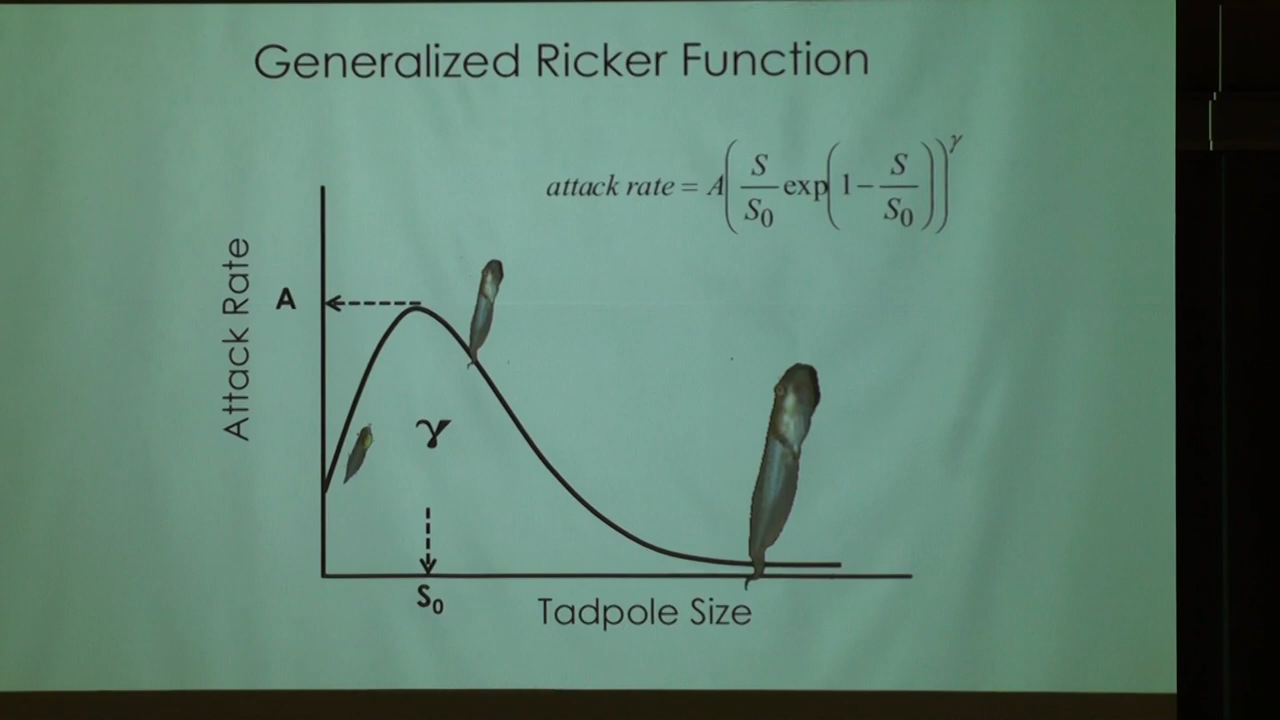 Generalized Ricker Function
attack rate = A(S/S₀ exp(1−S/S₀))^γ
Attack Rate
A
γ
S₀
Tadpole Size